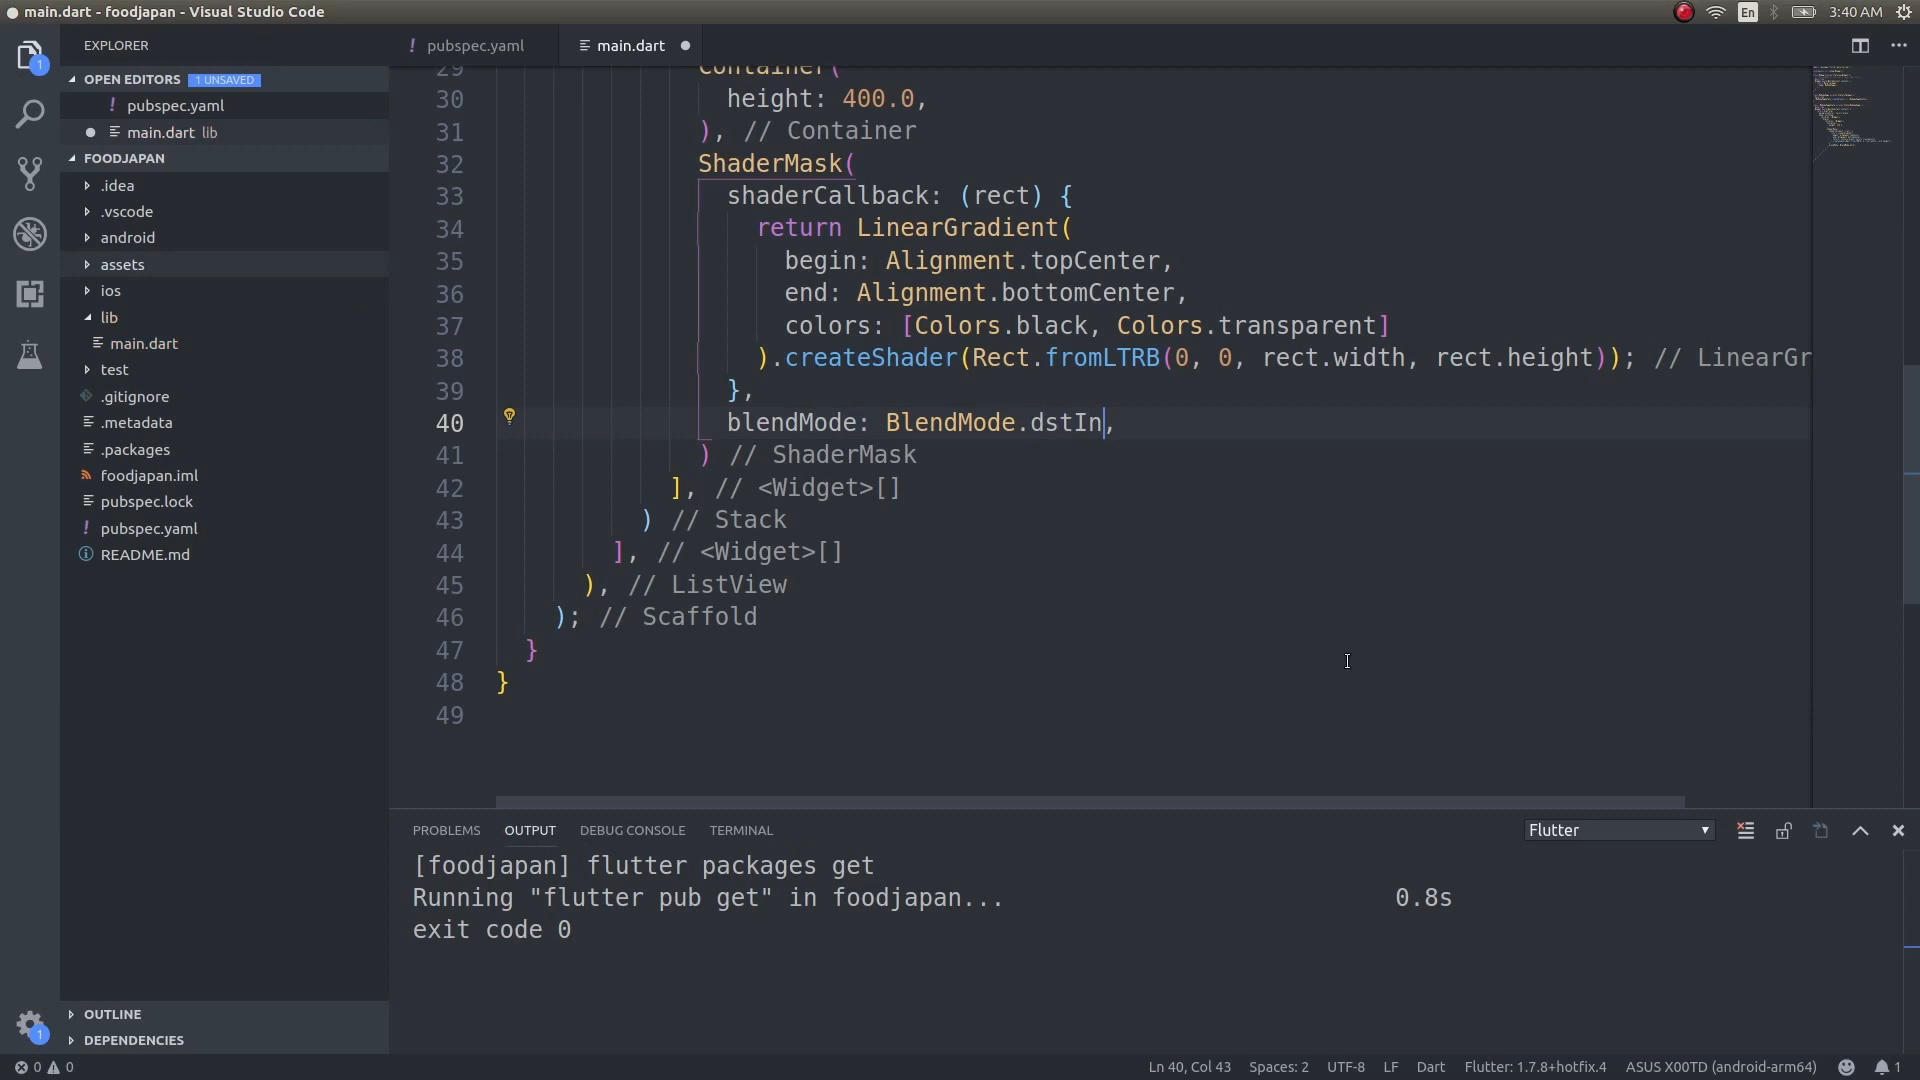 main.dart - foodjapan - Visual Studio Code
En
3:40 AM
EXPLORER
OPEN EDITORS 1 UNSAVED
! pubspec.yaml
main.dart lib
FOODJAPAN
.idea
.vscode
android
assets
ios
lib
main.dart
test
.gitignore
.metadata
.packages
foodjapan.iml
pubspec.lock
! pubspec.yaml
README.md
OUTLINE
DEPENDENCIES
1
1
! pubspec.yaml
main.dart
29 Container(
30 height: 400.0,
31 ), // Container
32 ShaderMask(
33 shaderCallback: (rect) {
34 return LinearGradient(
35 begin: Alignment.topCenter,
36 end: Alignment.bottomCenter,
37 colors: [Colors.black, Colors.transparent]
38 ).createShader(Rect.fromLTRB(0, 0, rect.width, rect.height)); // LinearGr
39 },
40 blendMode: BlendMode.dstIn,
41 ) // ShaderMask
42 ], // <Widget>[]
43 ) // Stack
44 ], // <Widget>[]
45 ), // ListView
46 ); // Scaffold
47 }
48 }
49
PROBLEMS OUTPUT DEBUG CONSOLE TERMINAL
Flutter
[foodjapan] flutter packages get
Running "flutter pub get" in foodjapan... 0.8s
exit code 0
0 0
Ln 40, Col 43 Spaces: 2 UTF-8 LF Dart Flutter: 1.7.8+hotfix.4 ASUS X00TD (android-arm64) 1